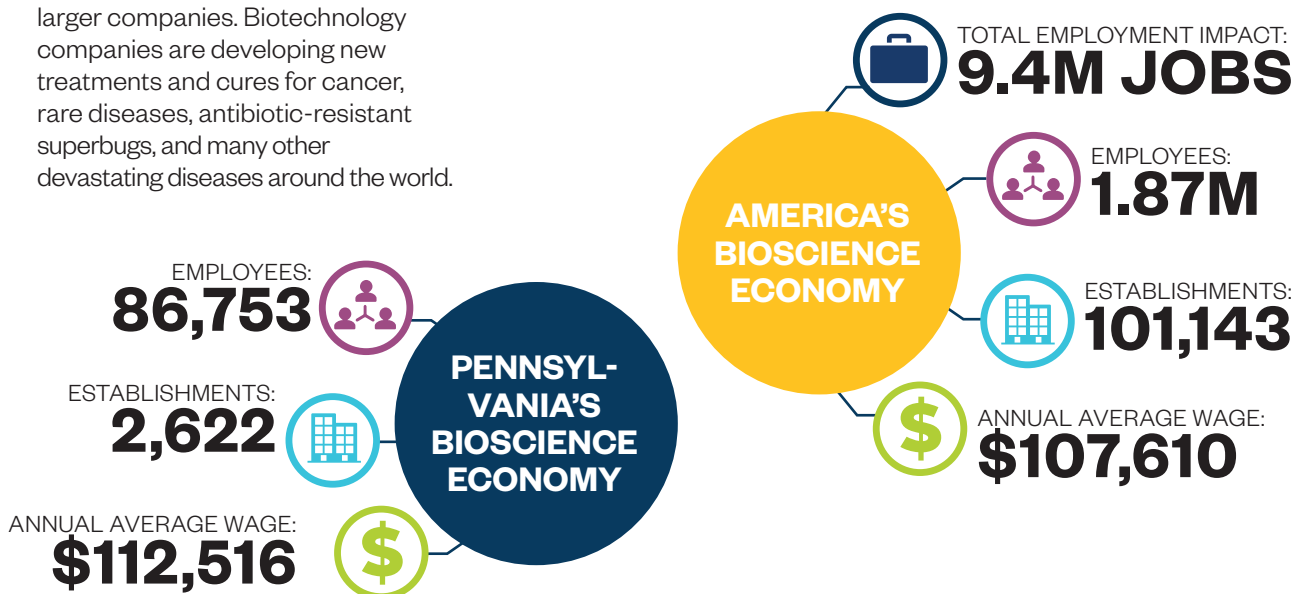 larger companies. Biotechnology
companies are developing new
treatments and cures for cancer,
rare diseases, antibiotic-resistant
superbugs, and many other
devastating diseases around the world.
TOTAL EMPLOYMENT IMPACT:
9.4M JOBS
EMPLOYEES:
1.87M
AMERICA'S
BIOSCIENCE
ECONOMY
ESTABLISHMENTS:
101,143
ANNUAL AVERAGE WAGE:
$107,610
EMPLOYEES:
86,753
PENNSYL-
VANIA'S
BIOSCIENCE
ECONOMY
ESTABLISHMENTS:
2,622
ANNUAL AVERAGE WAGE:
$112,516